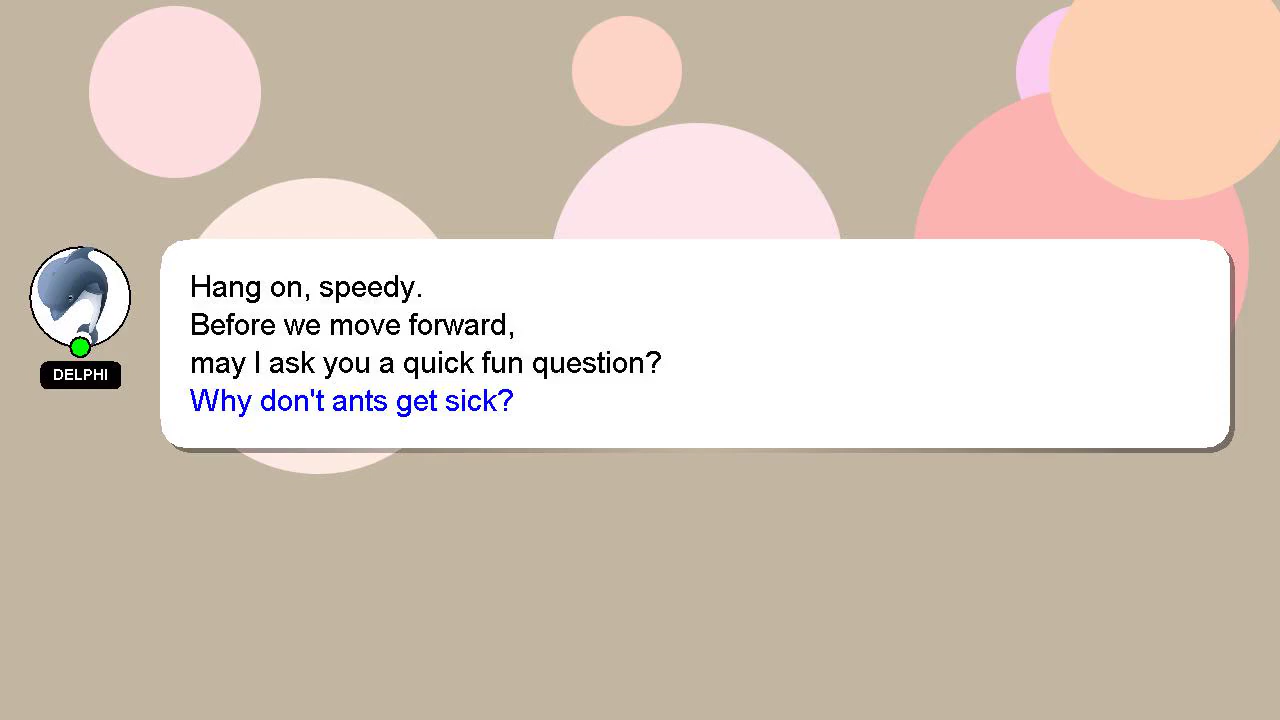 Hang on, speedy.
Before we move forward,
may I ask you a quick fun question?
Why don't ants get sick?
DELPHI